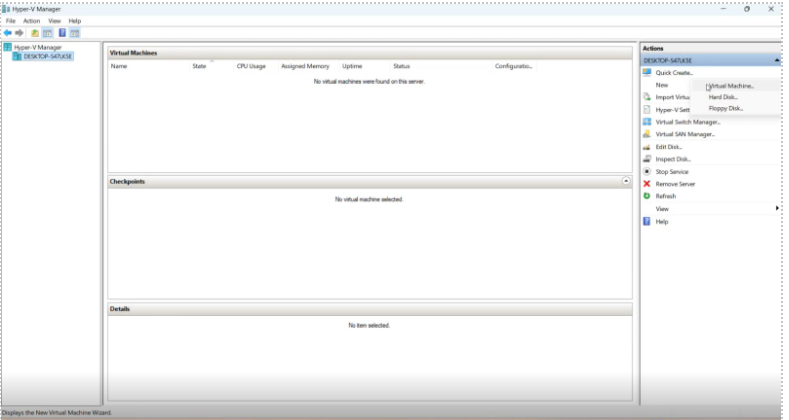 Hyper-V Manager
File Action View Help
Hyper-V Manager
DESKTOP-S47LKSE
Virtual Machines
Name State CPU Usage Assigned Memory Uptime Status Configuratio...
No virtual machines were found on this server.
Checkpoints
No virtual machine selected.
Details
No item selected.
Actions
DESKTOP-S47LKSE
Quick Create...
New
Virtual Machine...
Import Virtua
Hard Disk...
Hyper-V Sett
Floppy Disk...
Virtual Switch Manager...
Virtual SAN Manager...
Edit Disk...
Inspect Disk...
Stop Service
Remove Server
Refresh
View
Help
Displays the New Virtual Machine Wizard.